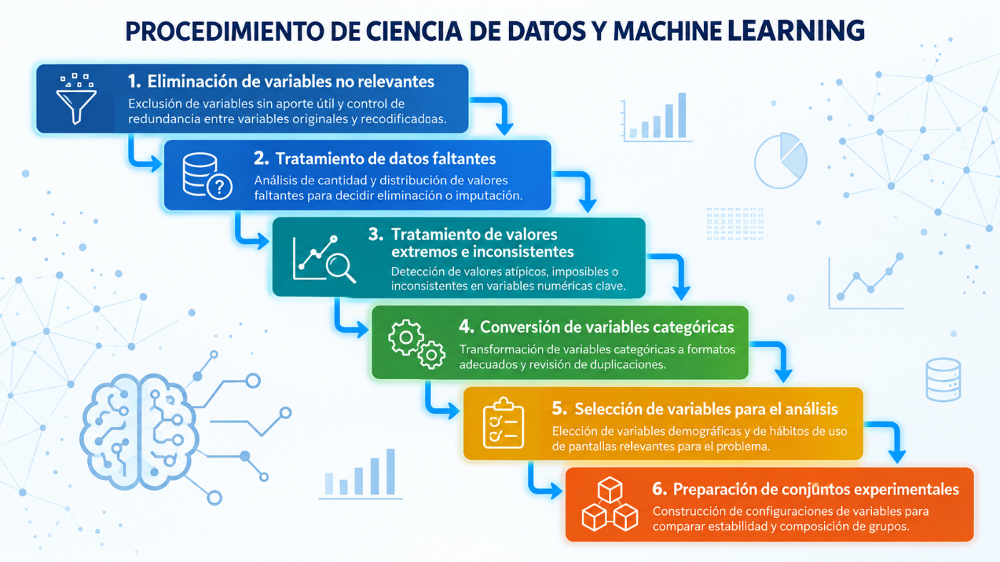 PROCEDIMIENTO DE CIENCIA DE DATOS Y MACHINE LEARNING
1. Eliminación de variables no relevantes
Exclusión de variables sin aporte útil y control de
redundancia entre variables originales y recodificad▯as.
2. Tratamiento de datos faltantes
Análisis de cantidad y distribución de valores
faltantes para decidir eliminación o imputación.
?
3. Tratamiento de valores
extremos e inconsistentes
Detección de valores atípicos, imposibles o
inconsistentes en variables numéricas clave.
4. Conversión de variables categóricas
Transformación de variables categóricas a formatos
adecuados y revisión de duplicaciones.
5. Selección de variables para el análisis
Elección de variables demográficas y de hábitos de uso
de pantallas relevantes para el problema.
6. Preparación de conjuntos experimentales
Construcción de configuraciones de variables para
comparar estabilidad y composición de grupos.